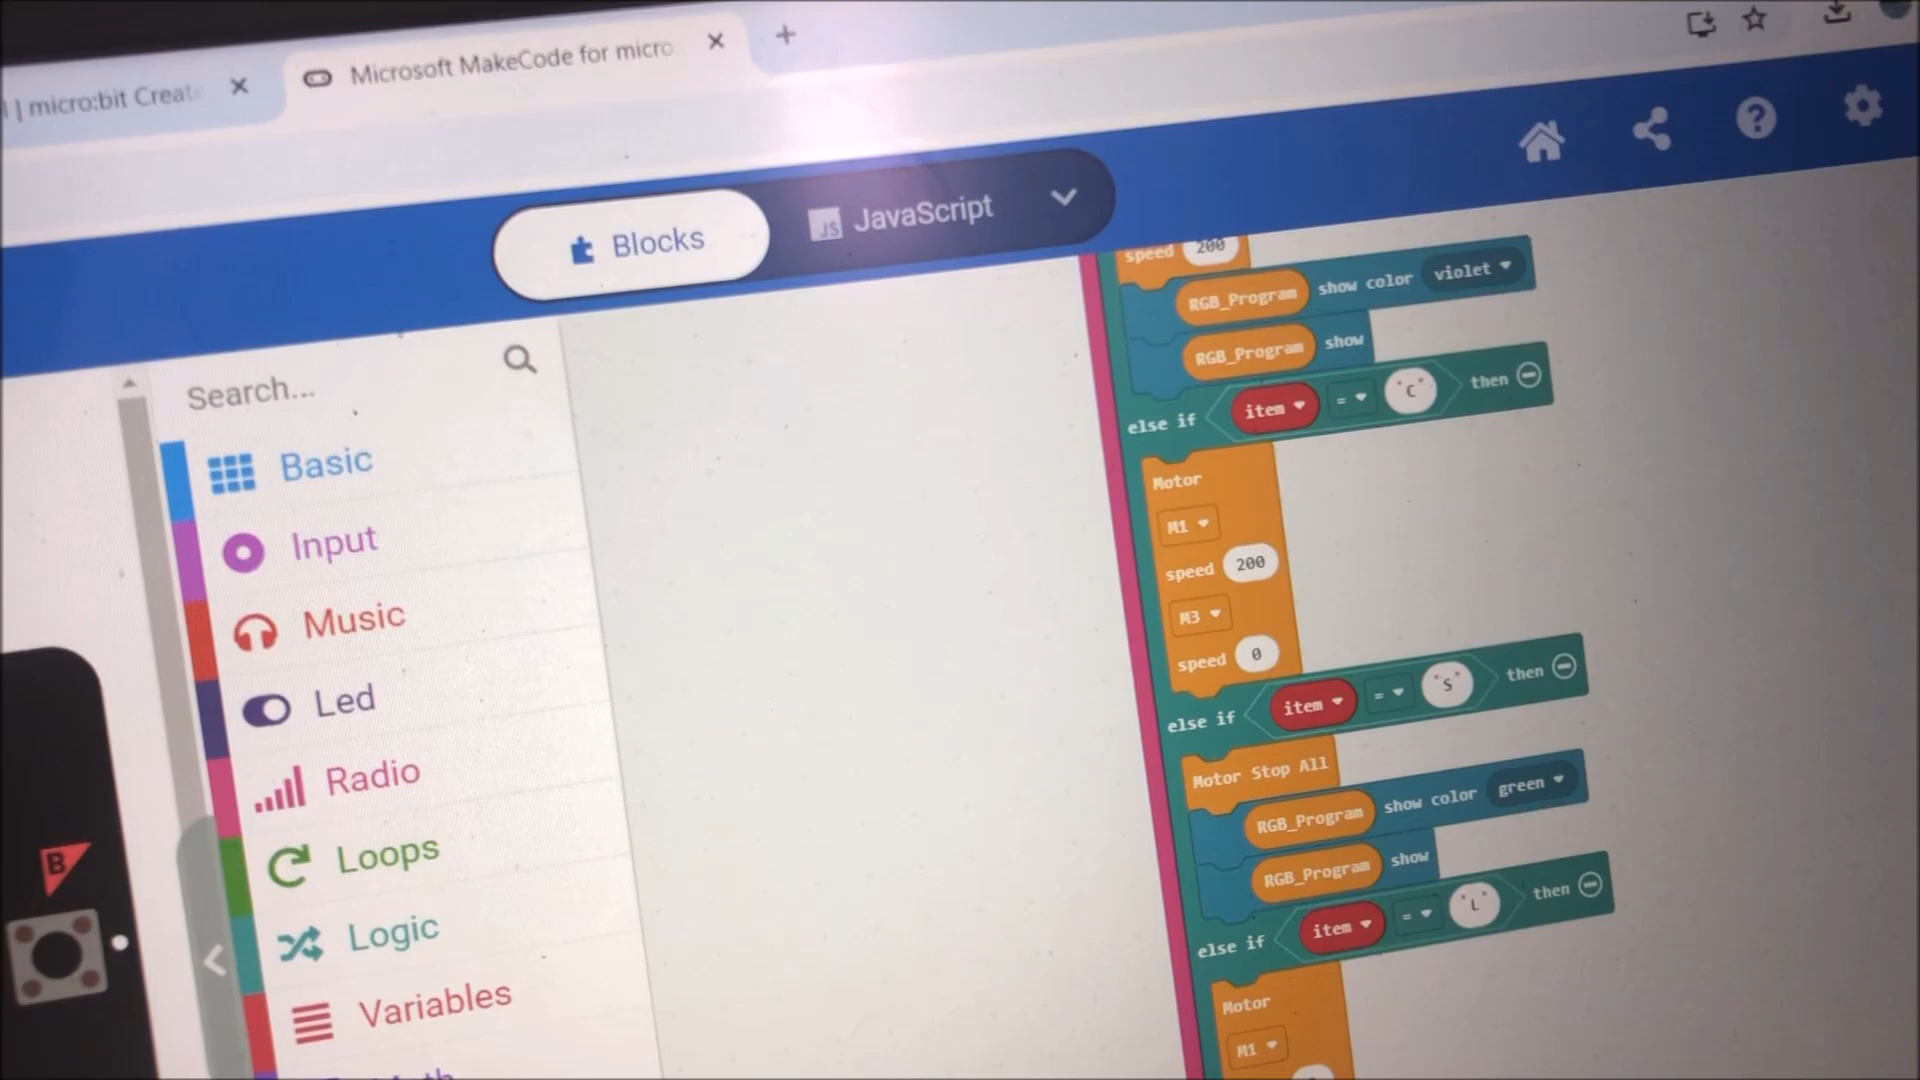 micro:bit Create
Microsoft MakeCode for micro
Blocks
JS JavaScript
Search...
Basic
Input
Music
Led
Radio
Loops
Logic
Variables
B
speed 200
RGB_Program show color violet
RGB_Program show
else if item = "C" then
Motor
M1
speed 200
M3
speed 0
else if item = "S" then
Motor Stop All
RGB_Program show color green
RGB_Program show
else if item = "L" then
Motor
M1